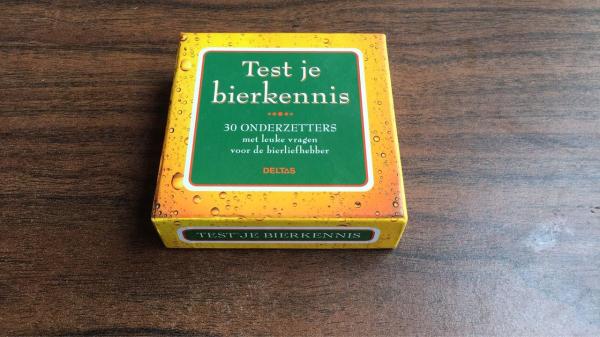 Test je
bierkennis
30 ONDERZETTERS
met leuke vragen
voor de bierliefhebber
DELTAS
TEST JE BIERKENNIS